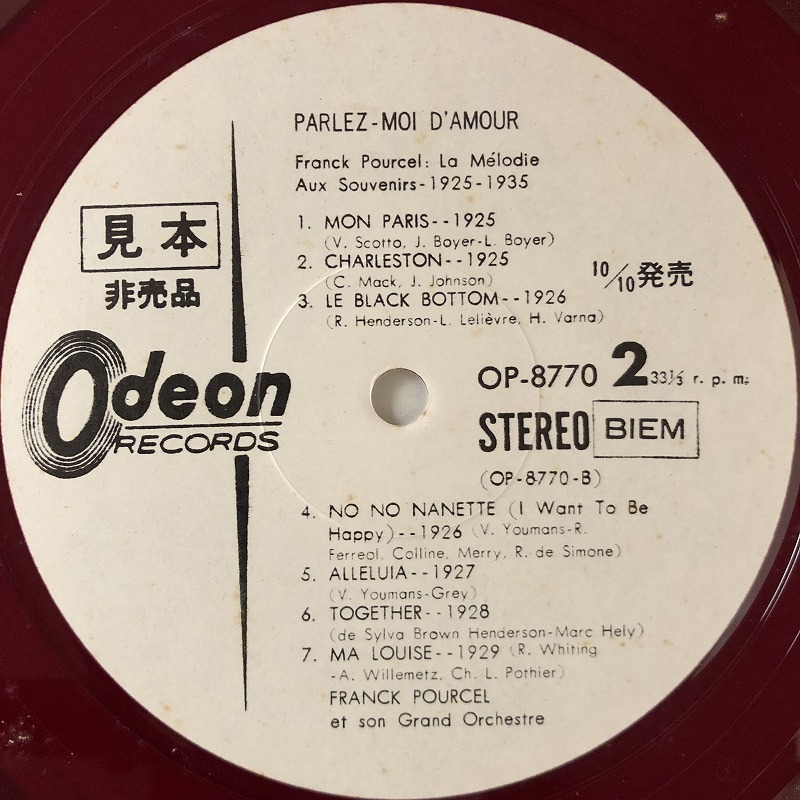 PARLEZ-MOI D'AMOUR
Franck Pourcel: La Mélodie
Aux Souvenirs-1925-1935
見本
非売品
1. MON PARIS--1925
(V. Scotto, J. Boyer-L. Boyer)
2. CHARLESTON--1925
(C. Mack, J. Johnson)
3. LE BLACK BOTTOM--1926
(R. Henderson-L. Lelièvre, H. Varna)
10/10発売
Odeon
RECORDS
OP-8770 2 33⅓ r. p. m.
STEREO BIEM
(OP-8770-B)
4. NO NO NANETTE (I Want To Be
Happy)--1926 (V. Youmans-R.
Ferreol, Colline, Merry, R. de Simone)
5. ALLELUIA--1927
(V. Youmans-Grey)
6. TOGETHER--1928
(de Sylva Brown Henderson-Marc Hely)
7. MA LOUISE--1929 (R. Whiting
-A. Willemetz, Ch. L. Pothier)
FRANCK POURCEL
et son Grand Orchestre